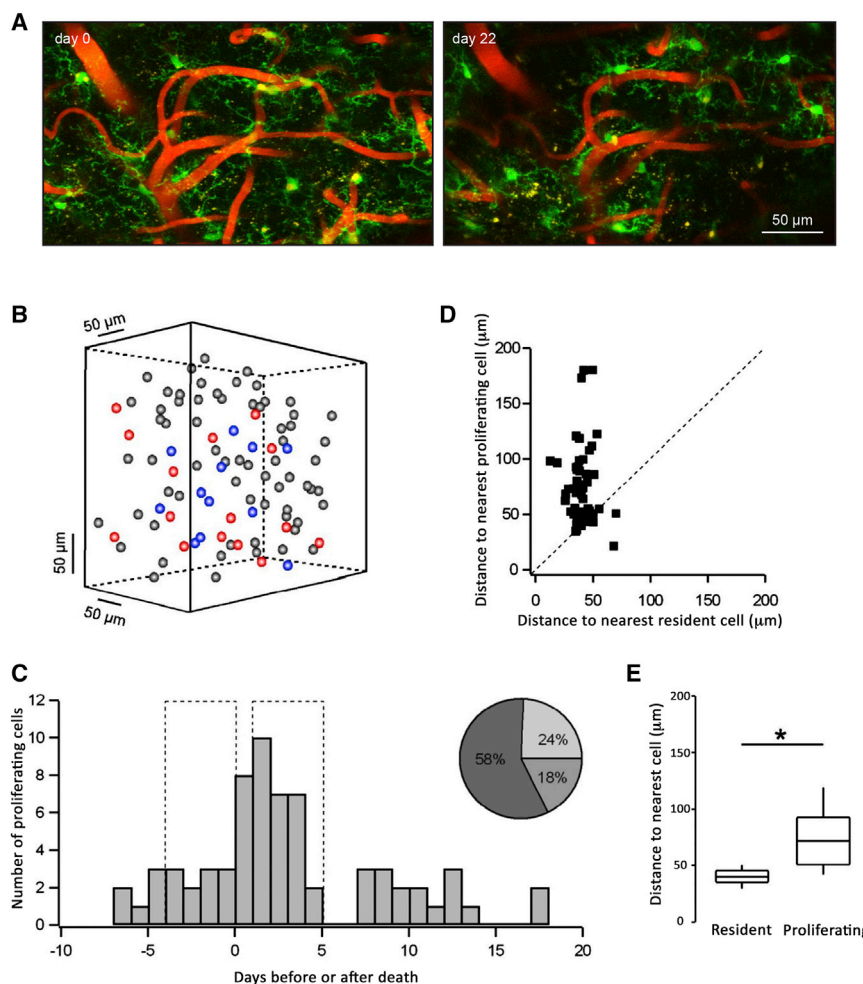 A
day 0
day 22
50 µm
B
50 µm
50 µm
50 µm
D
Distance to nearest proliferating cell (µm)
200
150
100
50
0
0 50 100 150 200
Distance to nearest resident cell (µm)
C
Number of proliferating cells
12
10
8
6
4
2
0
-10 -5 0 5 10 15 20
Days before or after death
58%
24%
18%
E
Distance to nearest cell (µm)
200
150
100
50
0
*
Resident Proliferating